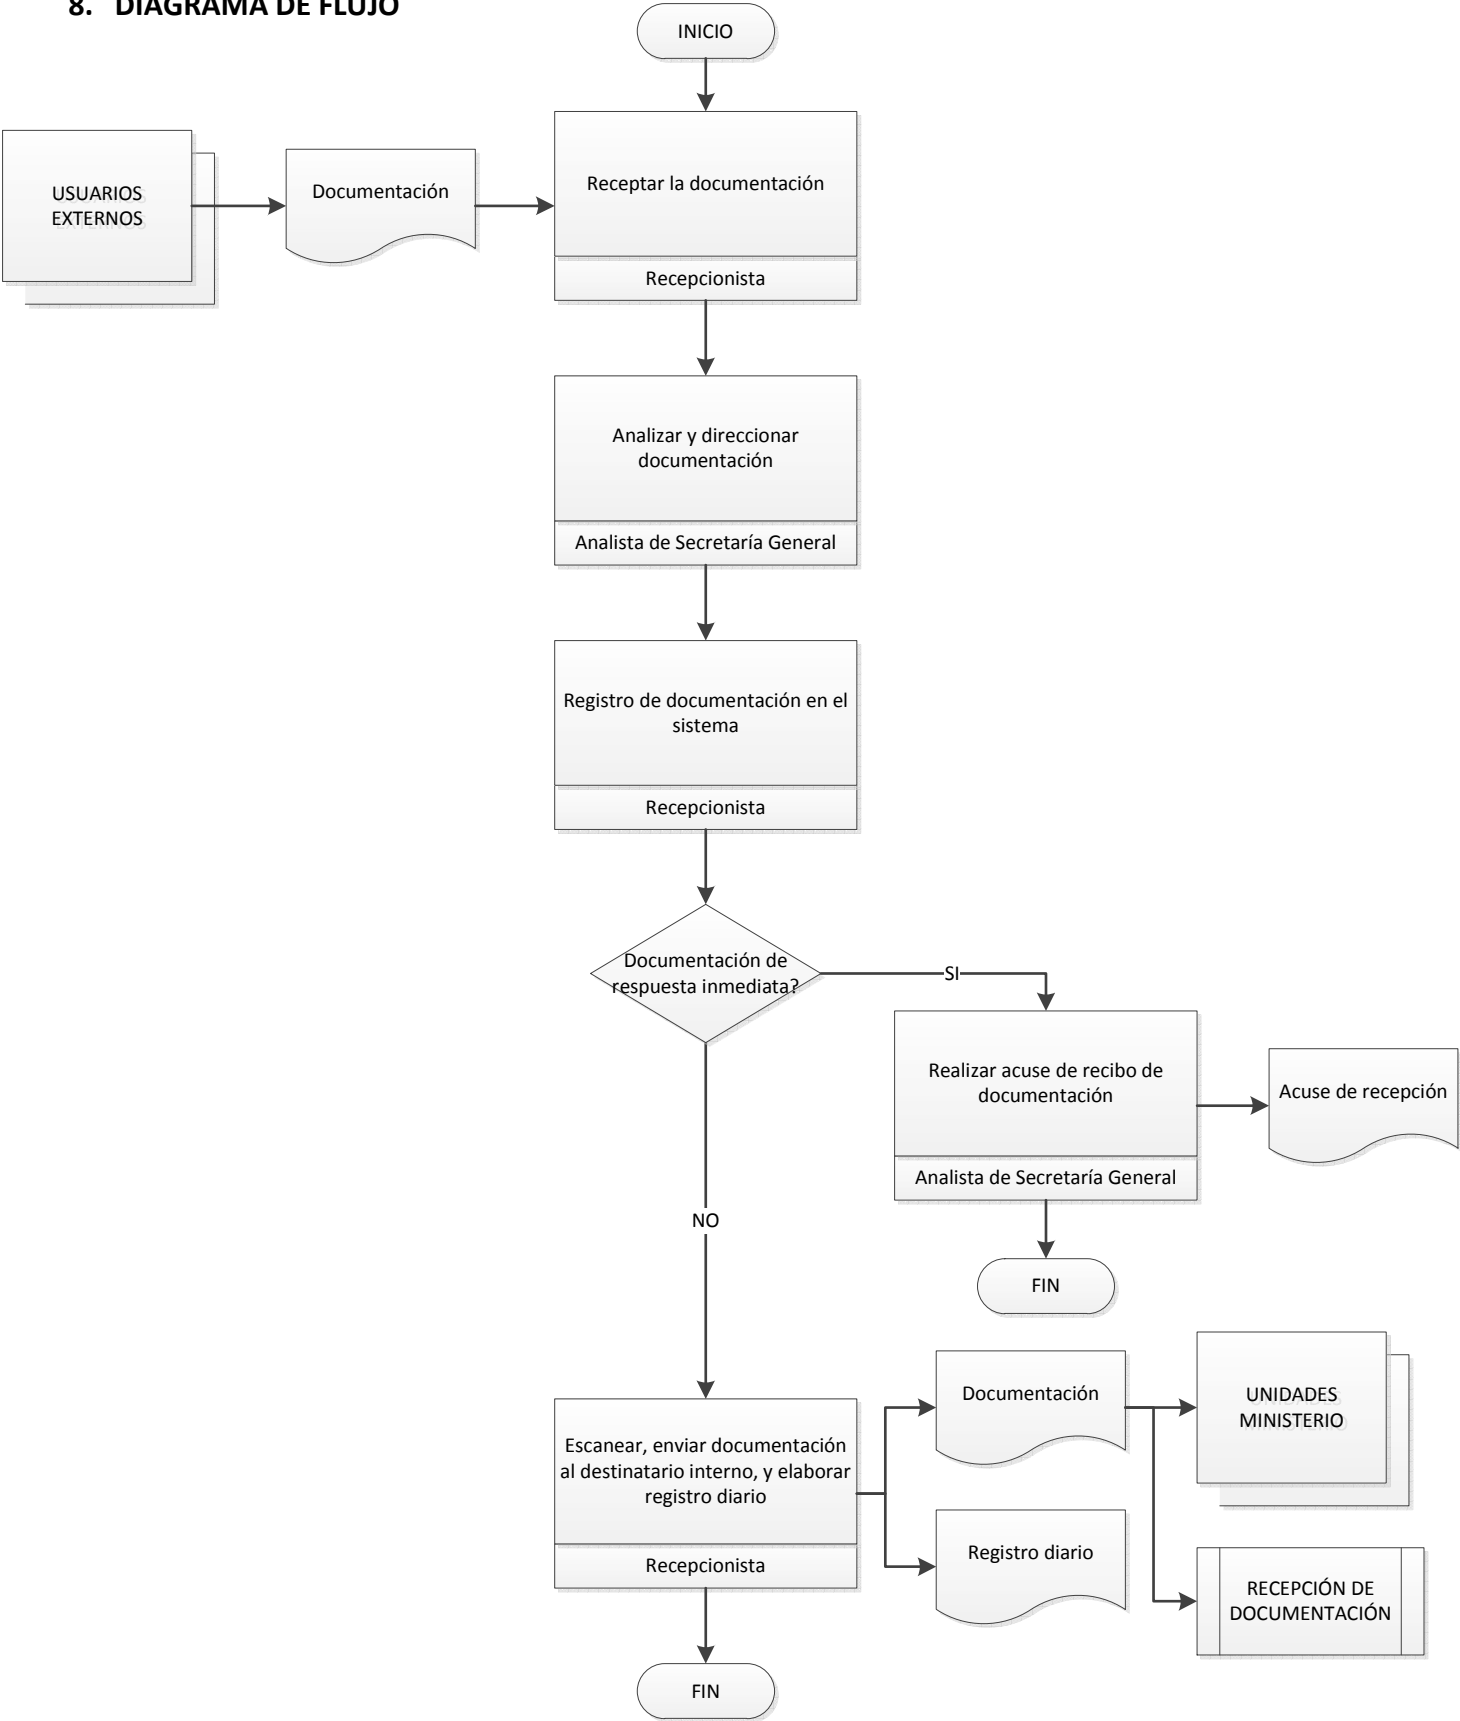 8. DIAGRAMA DE FLUJO
INICIO
USUARIOS
EXTERNOS
Documentación
Receptar la documentación
Recepcionista
Analizar y direccionar
documentación
Analista de Secretaría General
Registro de documentación en el
sistema
Recepcionista
Documentación de
respuesta inmediata?
SI
Realizar acuse de recibo de
documentación
Analista de Secretaría General
Acuse de recepción
FIN
NO
Escanear, enviar documentación
al destinatario interno, y elaborar
registro diario
Recepcionista
Documentación
UNIDADES
MINISTERIO
Registro diario
RECEPCIÓN DE
DOCUMENTACIÓN
FIN